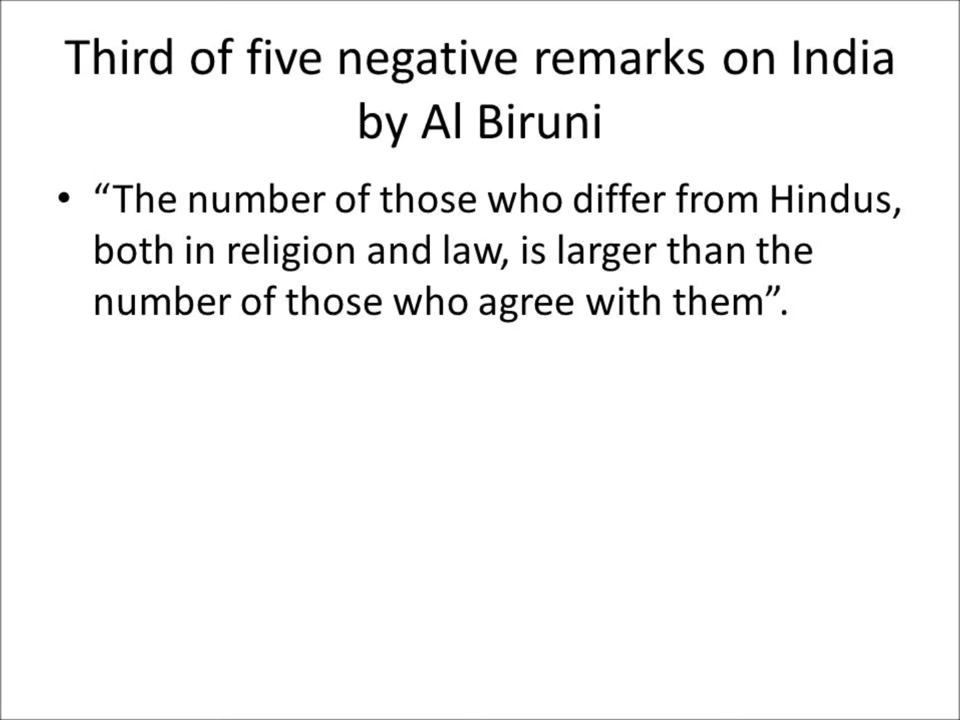 Third of five negative remarks on India
by Al Biruni
• “The number of those who differ from Hindus,
both in religion and law, is larger than the
number of those who agree with them”.